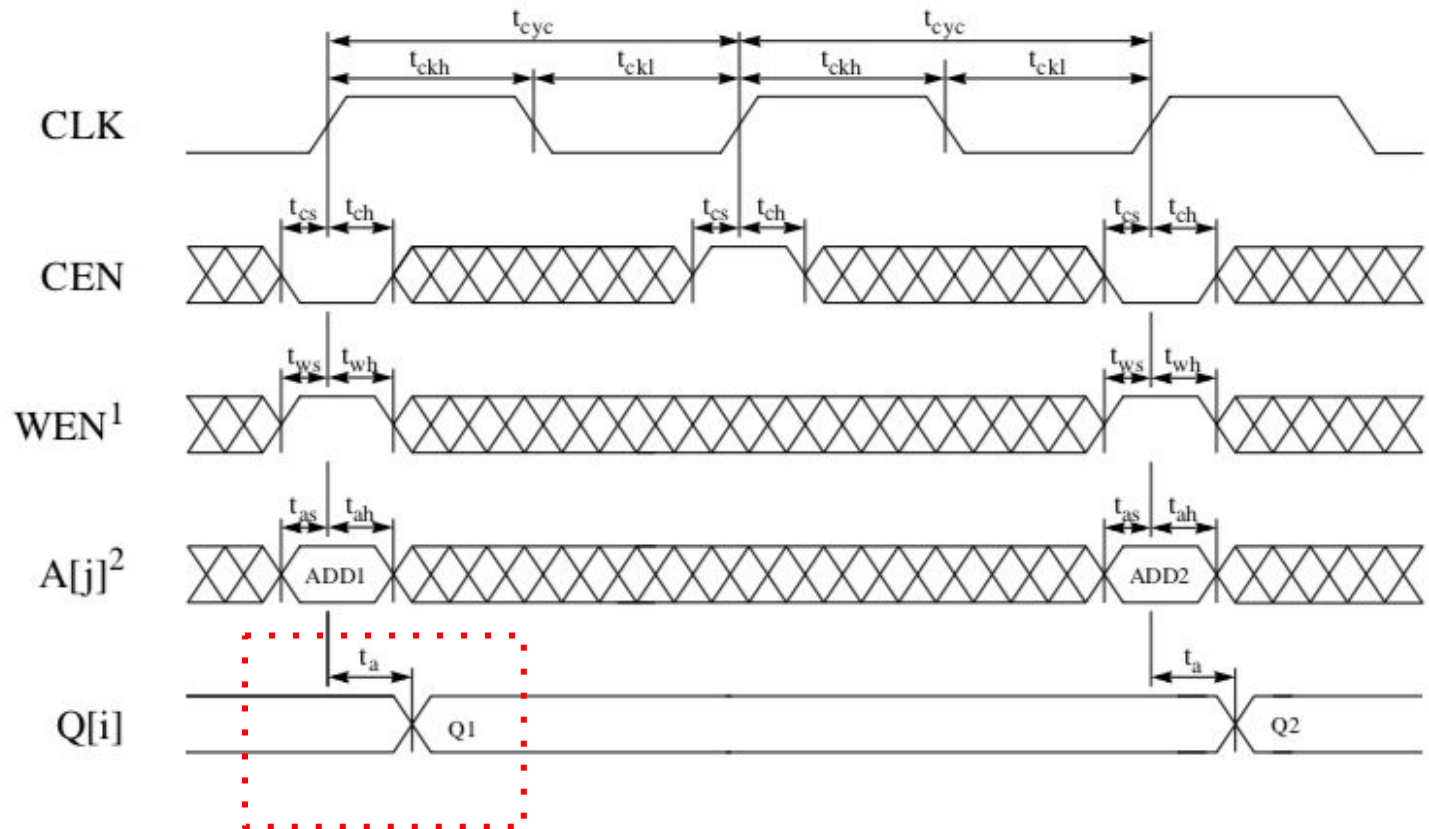 tcyc tcyc
tckh tckl tckh tckl
CLK
tcs tch tcs tch tcs tch
CEN
tws twh tws twh
WEN1
tas tah tas tah
A[j]2 ADD1 ADD2
ta ta
Q[i] Q1 Q2